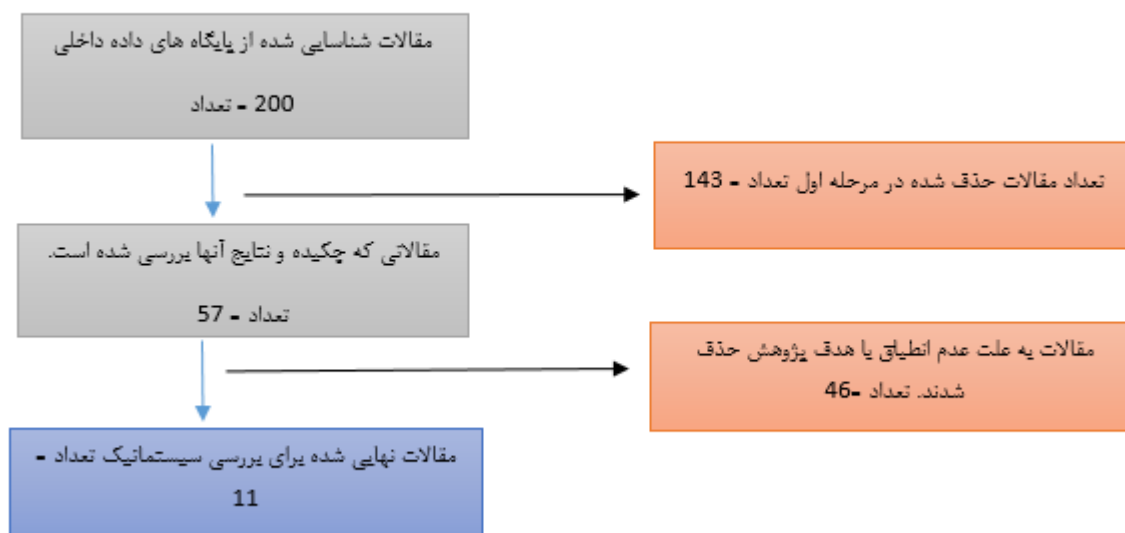 مقالات شناسایی شده از پایگاه های داده داخلی
200 - تعداد
تعداد مقالات حذف شده در مرحله اول تعداد - 143
مقالاتی که چکیده و نتایج آنها بررسی شده است.
تعداد - 57
مقالات به علت عدم انطباق با هدف پژوهش حذف
شدند. تعداد -46
مقالات نهایی شده برای بررسی سیستماتیک تعداد -
11